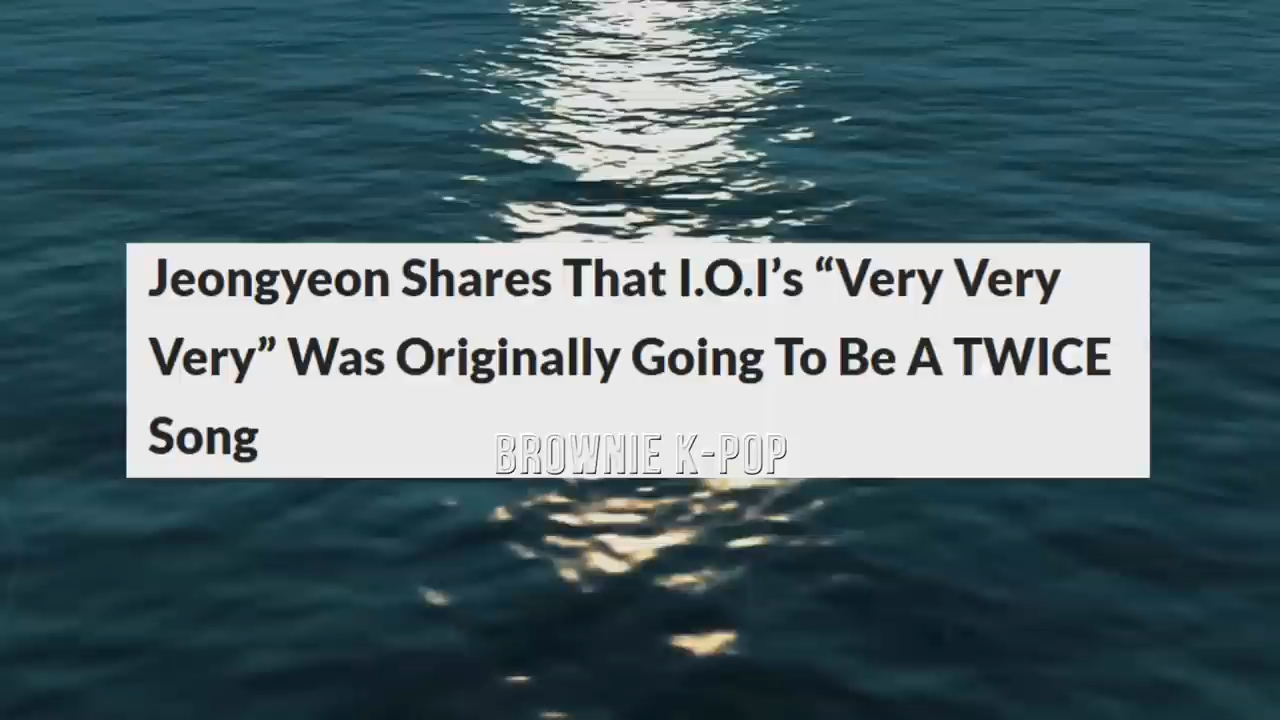 Jeongyeon Shares That I.O.I’s “Very Very
Very” Was Originally Going To Be A TWICE
Song
BROWNIE K-POP